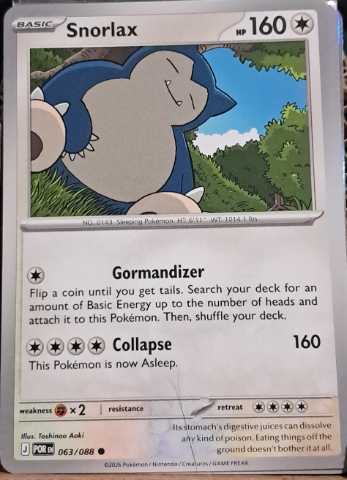 BASIC Snorlax HP 160
NO. 0143 Sleeping Pokémon HT: 6'11" WT: 1014.1 lbs
Gormandizer
Flip a coin until you get tails. Search your deck for an
amount of Basic Energy up to the number of heads and
attach it to this Pokémon. Then, shuffle your deck.
Collapse 160
This Pokémon is now Asleep.
weakness ×2 resistance retreat
Illus. Toshinao Aoki
J POR EN 063/088
Its stomach's digestive juices can dissolve
any kind of poison. Eating things off the
ground doesn't bother it at all.
©2026 Pokémon / Nintendo / Creatures / GAME FREAK